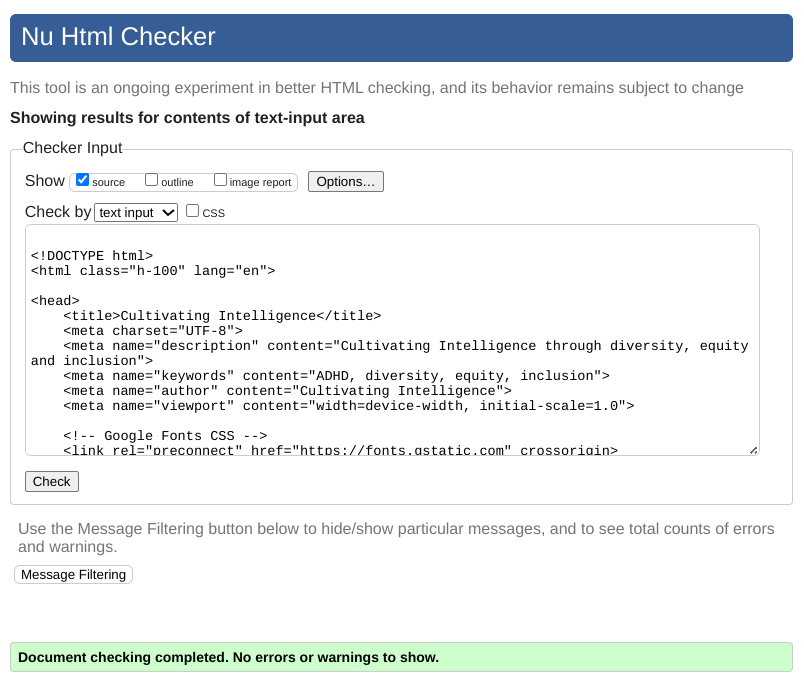 Nu Html Checker
This tool is an ongoing experiment in better HTML checking, and its behavior remains subject to change
Showing results for contents of text-input area
Checker Input
Show source outline image report Options...
Check by text input CSS
<!DOCTYPE html>
<html class="h-100" lang="en">
<head>
    <title>Cultivating Intelligence</title>
    <meta charset="UTF-8">
    <meta name="description" content="Cultivating Intelligence through diversity, equity
and inclusion">
    <meta name="keywords" content="ADHD, diversity, equity, inclusion">
    <meta name="author" content="Cultivating Intelligence">
    <meta name="viewport" content="width=device-width, initial-scale=1.0">
    <!-- Google Fonts CSS -->
    <link rel="preconnect" href="https://fonts.gstatic.com" crossorigin>
Check
Use the Message Filtering button below to hide/show particular messages, and to see total counts of errors
and warnings.
Message Filtering
Document checking completed. No errors or warnings to show.